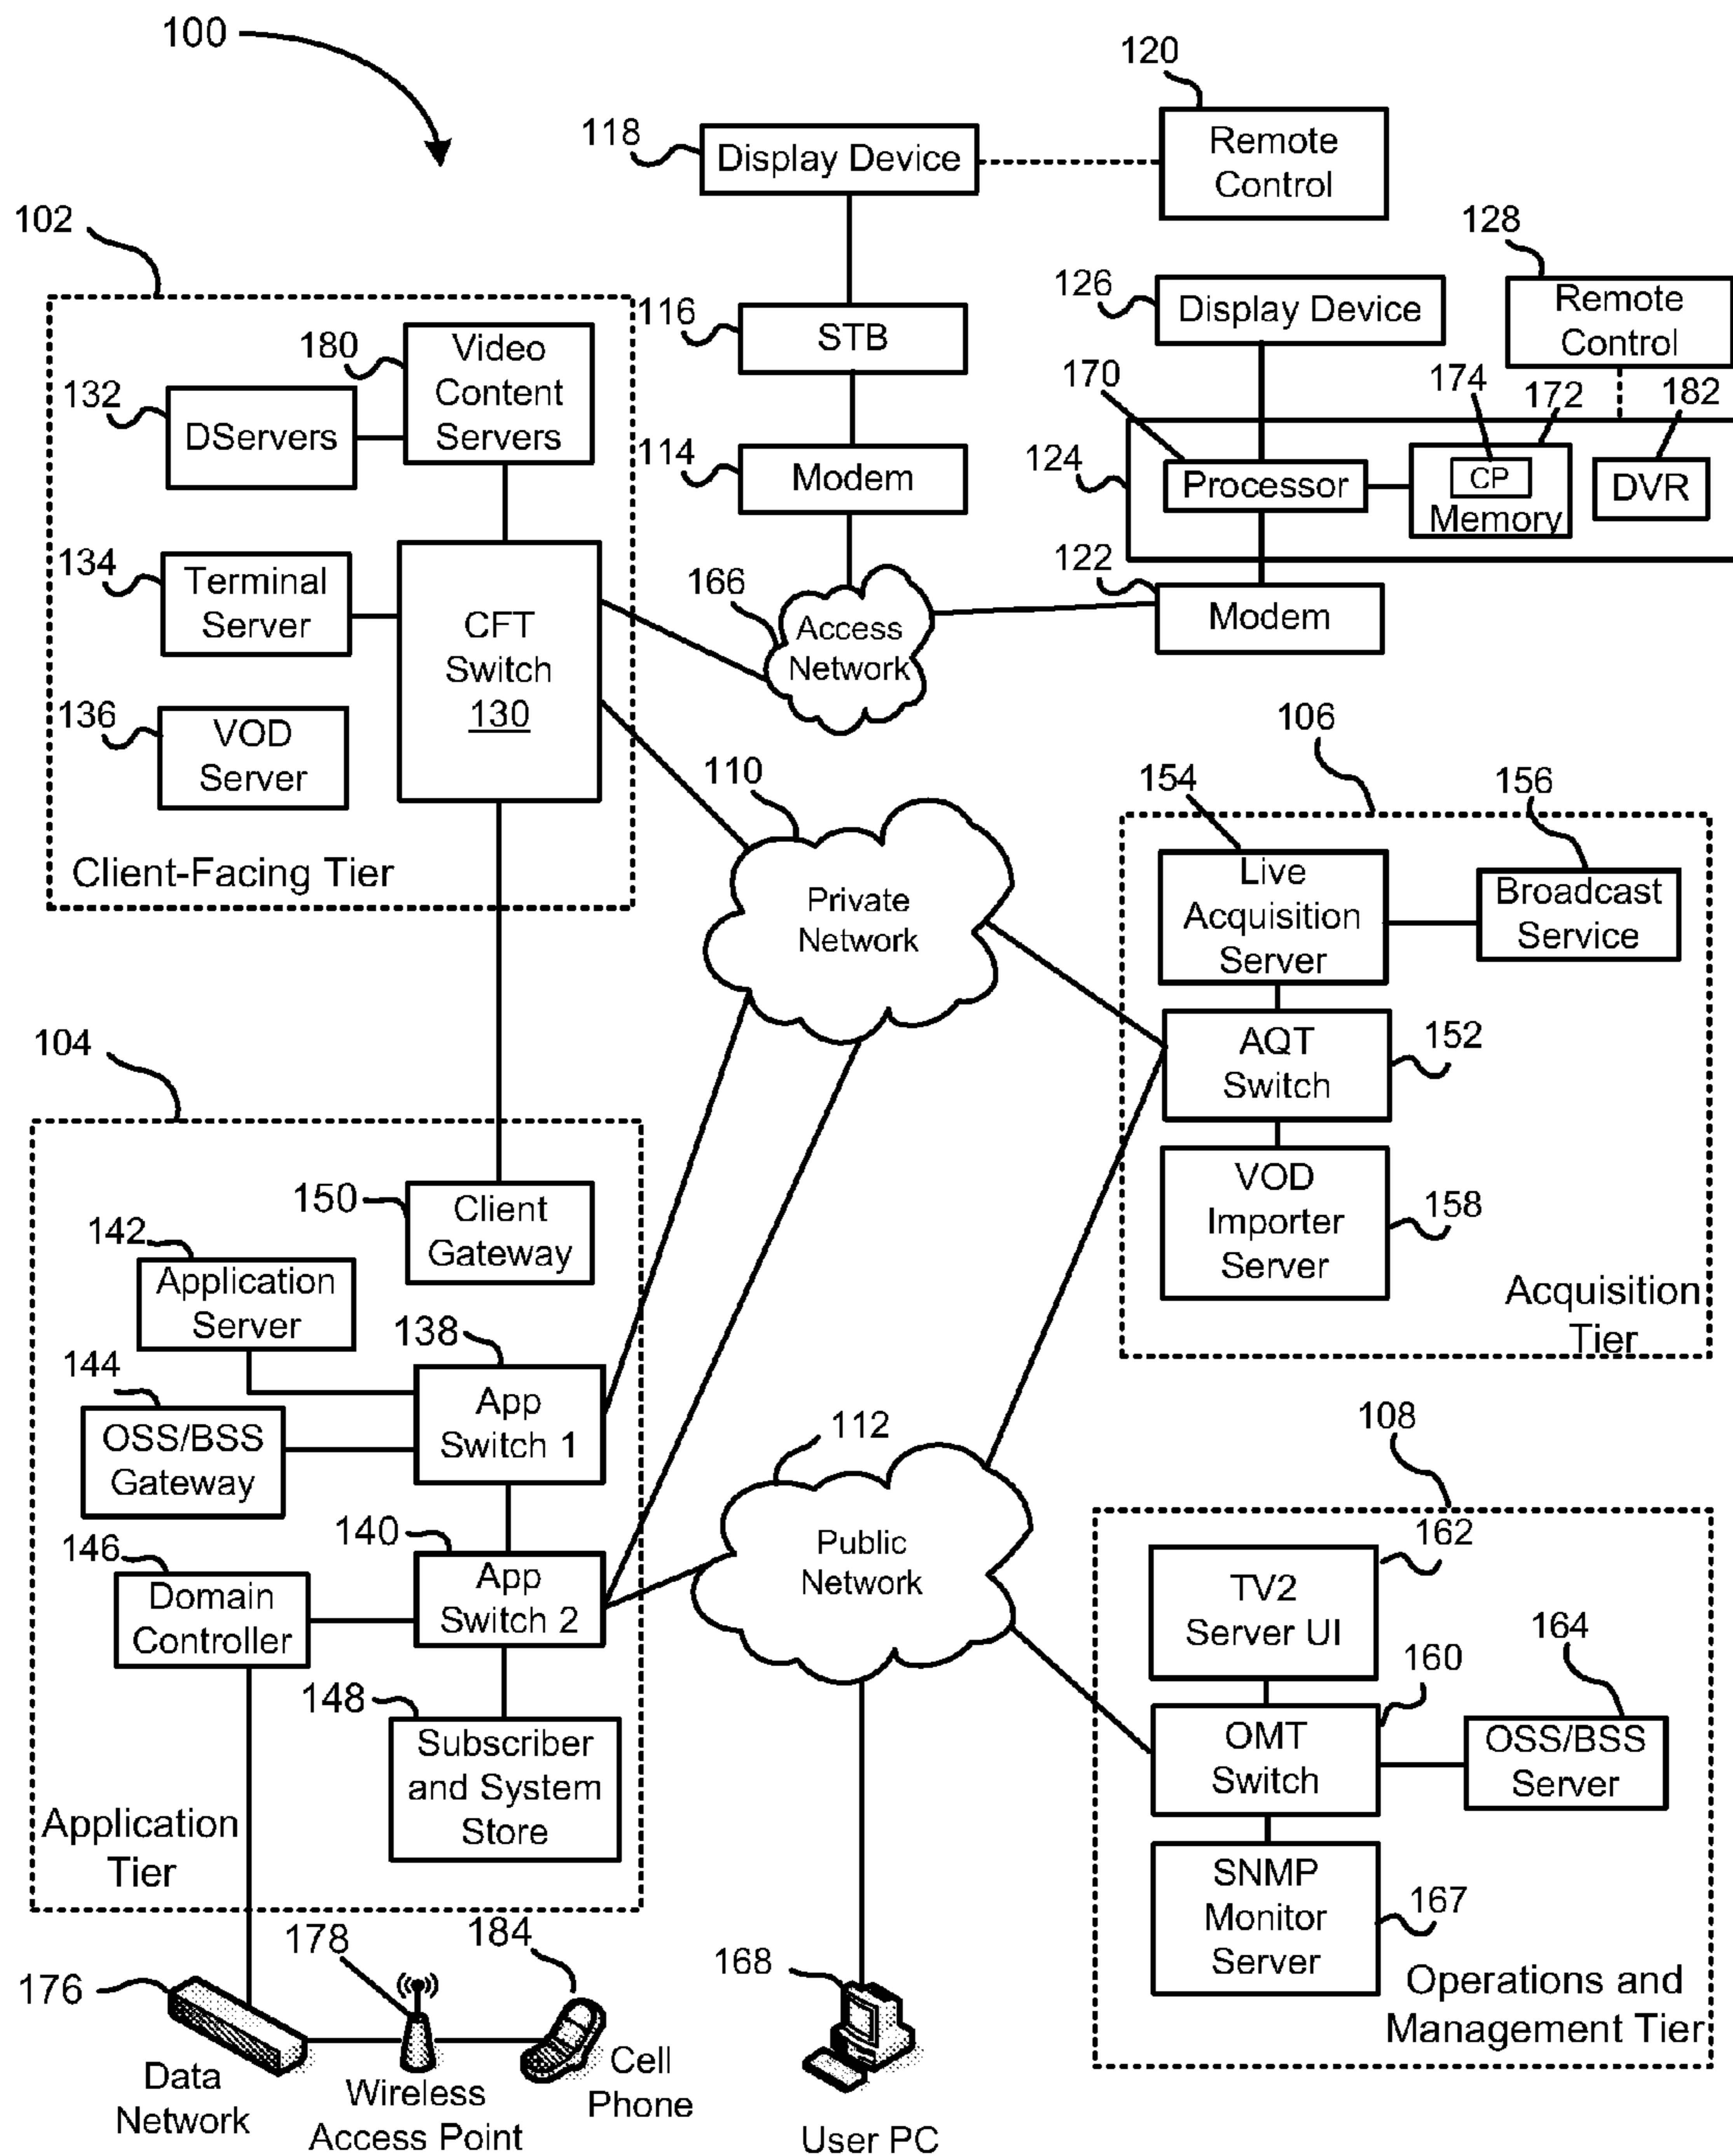 100
120
118
Display Device
Remote
Control
102
128
126
Display Device
Remote
Control
116
STB
180
Video
Content
Servers
132
DServers
170
174
172
182
114
Modem
124
Processor
CP
Memory
DVR
134
Terminal
Server
CFT
Switch
130
166
Access
Network
122
Modem
136
VOD
Server
Client-Facing Tier
110
Private
Network
106
154
156
Live
Acquisition
Server
Broadcast
Service
AQT
Switch
152
VOD
Importer
Server
158
Acquisition
Tier
104
150
Client
Gateway
142
Application
Server
138
144
OSS/BSS
Gateway
App
Switch 1
140
146
Domain
Controller
App
Switch 2
148
Subscriber
and System
Store
Application
Tier
112
Public
Network
108
162
TV2
Server UI
160
164
OMT
Switch
OSS/BSS
Server
SNMP
Monitor
Server
167
Operations and
Management Tier
176
178
184
168
Data
Network
Wireless
Access Point
Cell
Phone
User PC